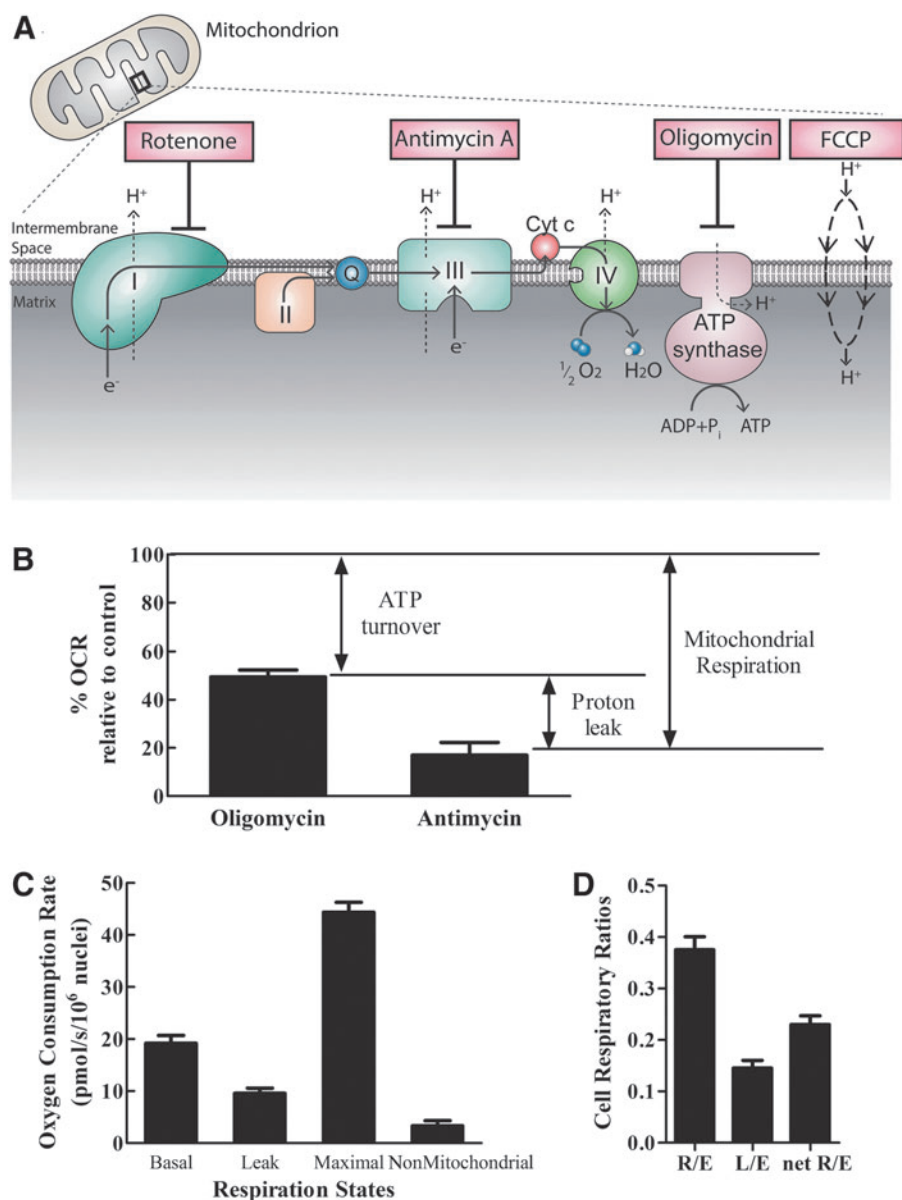 A
Mitochondrion
Rotenone
Antimycin A
Oligomycin
FCCP
H⁺
H⁺
H⁺
H⁺
Intermembrane
Space
Cyt c
I
Q
III
IV
II
Matrix
H⁺
ATP
synthase
e⁻
e⁻
½ O₂
H₂O
H⁺
ADP+Pᵢ
ATP
B
100
80
60
40
20
0
% OCR
relative to control
ATP
turnover
Proton
leak
Mitochondrial
Respiration
Oligomycin
Antimycin
C
50
40
30
20
10
0
Oxygen Consumption Rate
(pmol/s/10⁶ nuclei)
Basal
Leak
Maximal
NonMitochondrial
Respiration States
D
0.5
0.4
0.3
0.2
0.1
0.0
Cell Respiratory Ratios
R/E
L/E
net R/E